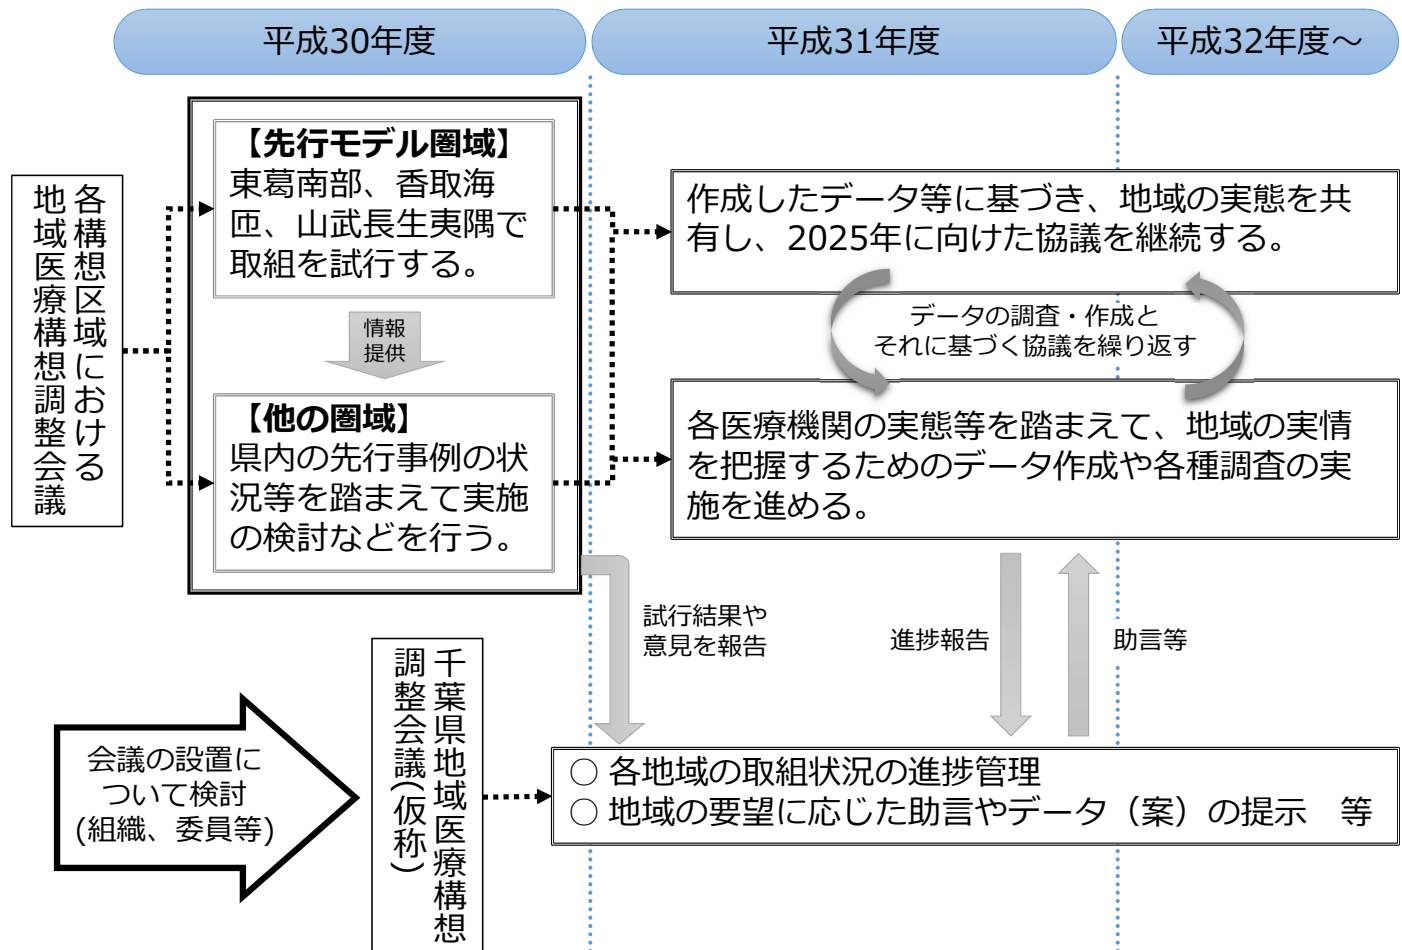 平成30年度
平成31年度
平成32年度～
各構想区域における
地域医療構想調整会議
【先行モデル圏域】
東葛南部、香取海
匝、山武長生夷隅で
取組を試行する。
情報
提供
【他の圏域】
県内の先行事例の状
況等を踏まえて実施
の検討などを行う。
作成したデータ等に基づき、地域の実態を共
有し、2025年に向けた協議を継続する。
データの調査・作成と
それに基づく協議を繰り返す
各医療機関の実態等を踏まえて、地域の実情
を把握するためのデータ作成や各種調査の実
施を進める。
試行結果や
意見を報告
進捗報告
助言等
会議の設置に
ついて検討
(組織、委員等)
千葉県地域医療構想
調整会議(仮称)
○ 各地域の取組状況の進捗管理
○ 地域の要望に応じた助言やデータ（案）の提示　等